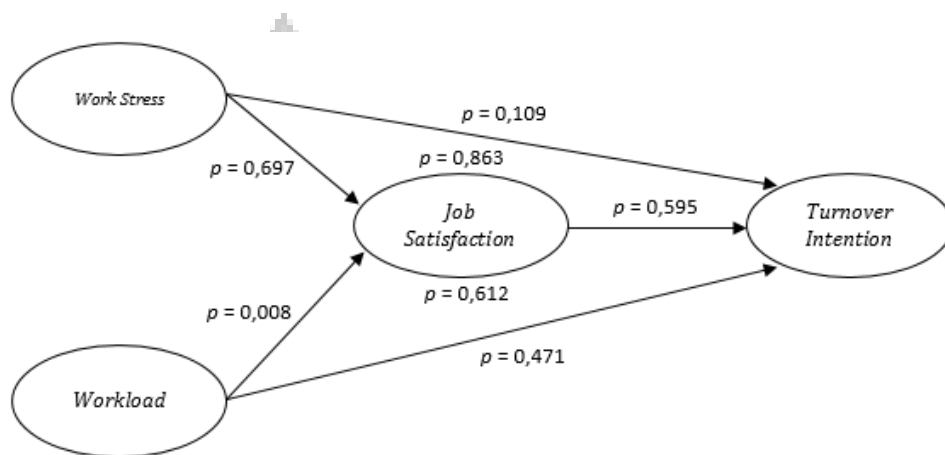 Work Stress
p = 0,109
p = 0,697
p = 0,863
Job
Satisfaction
p = 0,595
Turnover
Intention
p = 0,008
p = 0,612
p = 0,471
Workload